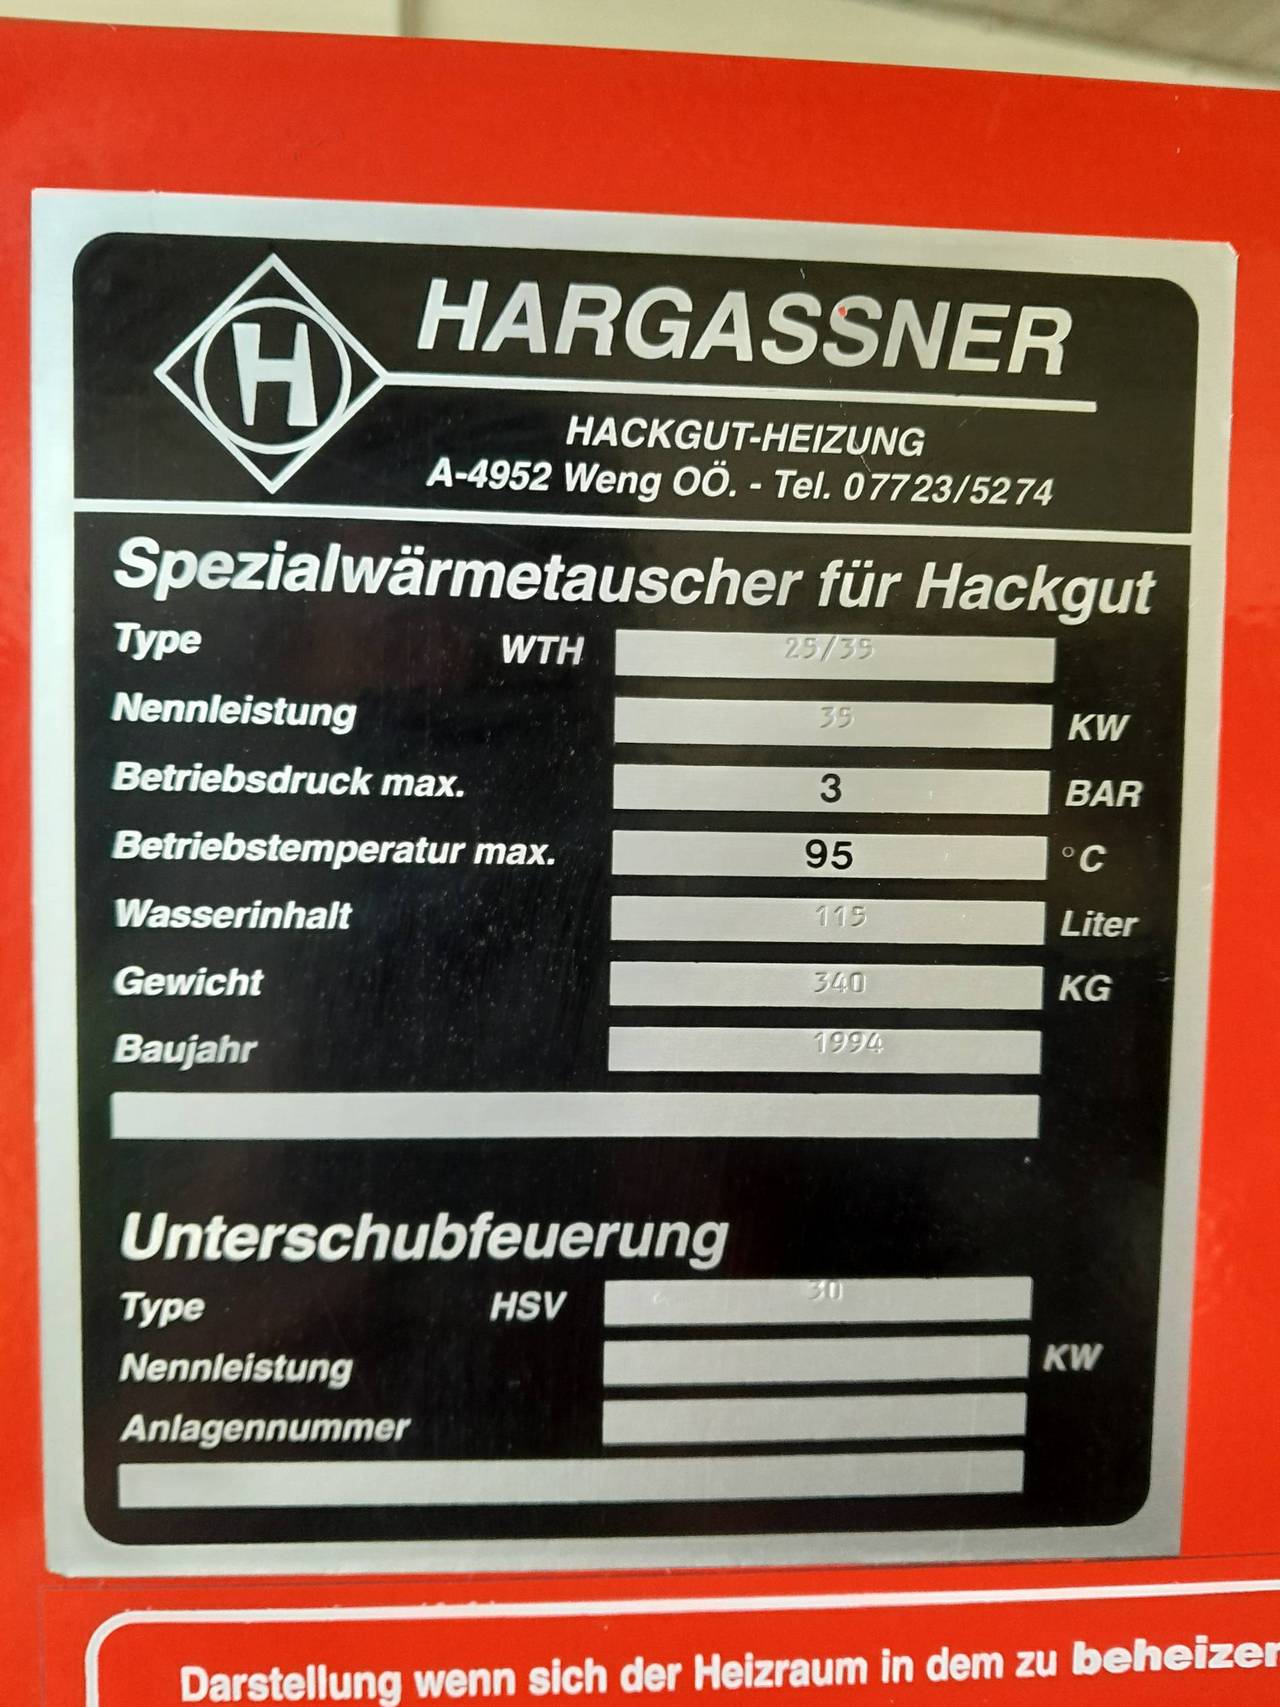 H
HARGASSNER
HACKGUT-HEIZUNG
A-4952 Weng OÖ. - Tel. 07723/5274
Spezialwärmetauscher für Hackgut
Type WTH 25/35
Nennleistung 35 KW
Betriebsdruck max. 3 BAR
Betriebstemperatur max. 95 °C
Wasserinhalt 115 Liter
Gewicht 340 KG
Baujahr 1994
Unterschubfeuerung
Type HSV 30
Nennleistung KW
Anlagennummer
Darstellung wenn sich der Heizraum in dem zu beheizen